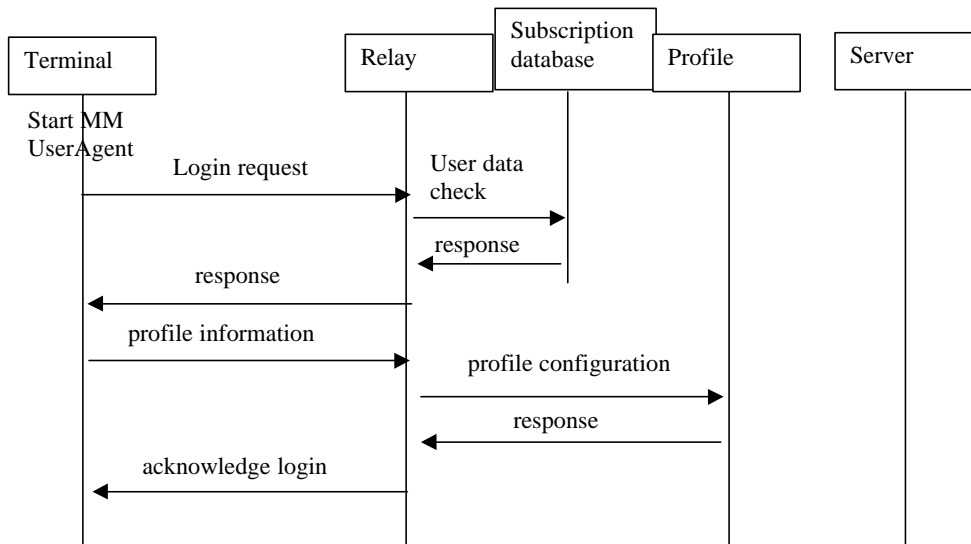 Terminal
Relay
Subscription
database
Profile
Server
Start MM
UserAgent
Login request
User data
check
response
response
profile information
profile configuration
response
acknowledge login